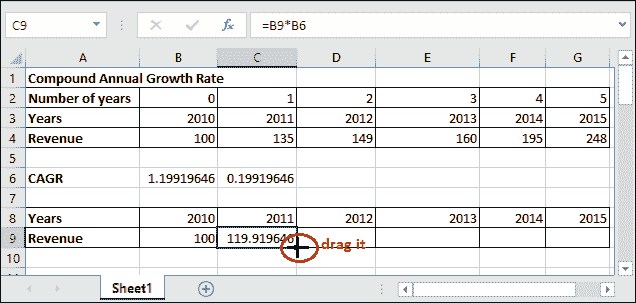 C9 fx =B9*B6
A B C D E F G
1 Compound Annual Growth Rate
2 Number of years 0 1 2 3 4 5
3 Years 2010 2011 2012 2013 2014 2015
4 Revenue 100 135 149 160 195 248
5
6 CAGR 1.19919646 0.19919646
7
8 Years 2010 2011 2012 2013 2014 2015
9 Revenue 100 119.919646 drag it
10
Sheet1